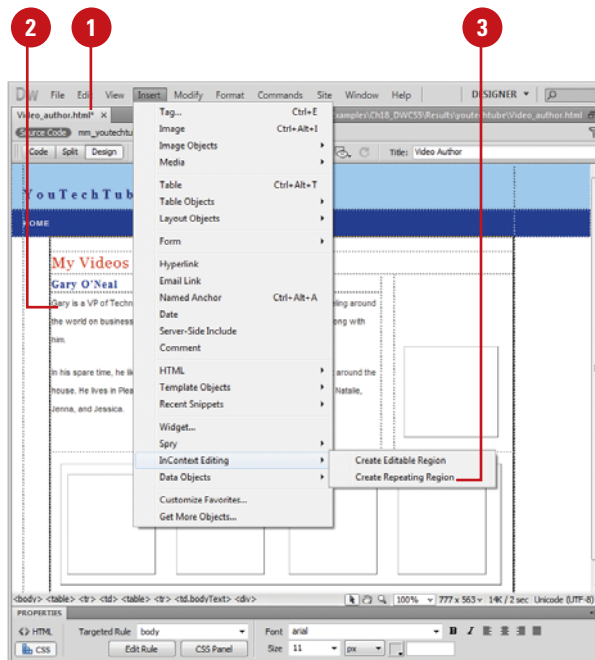 2 1 3
DW File Edit View Insert Modify Format Commands Site Window Help DESIGNER
Video_author.html* × Examples\Ch18_DWCS5\Results\youtechtube\Video_author.html
Source Code mm_youtechtu
Code Split Design Title: Video Author
YouTechTub
HOME
My Videos
Gary O'Neal
Gary is a VP of Techn ling around
the world on business ong with
him.
In his spare time, he li around the
house. He lives in Plea Natalie,
Jenna, and Jessica.
Tag... Ctrl+E
Image Ctrl+Alt+I
Image Objects
Media
Table Ctrl+Alt+T
Table Objects
Layout Objects
Form
Hyperlink
Email Link
Named Anchor Ctrl+Alt+A
Date
Server-Side Include
Comment
HTML
Template Objects
Recent Snippets
Widget...
Spry
InContext Editing
Data Objects
Customize Favorites...
Get More Objects...
Create Editable Region
Create Repeating Region
<body> <table> <tr> <td> <table> <tr> <td.bodyText> <div> 100% 777 x 563 14K / 2 sec Unicode (UTF-8)
PROPERTIES
<> HTML Targeted Rule body Font arial B I
CSS Edit Rule CSS Panel Size 11 px